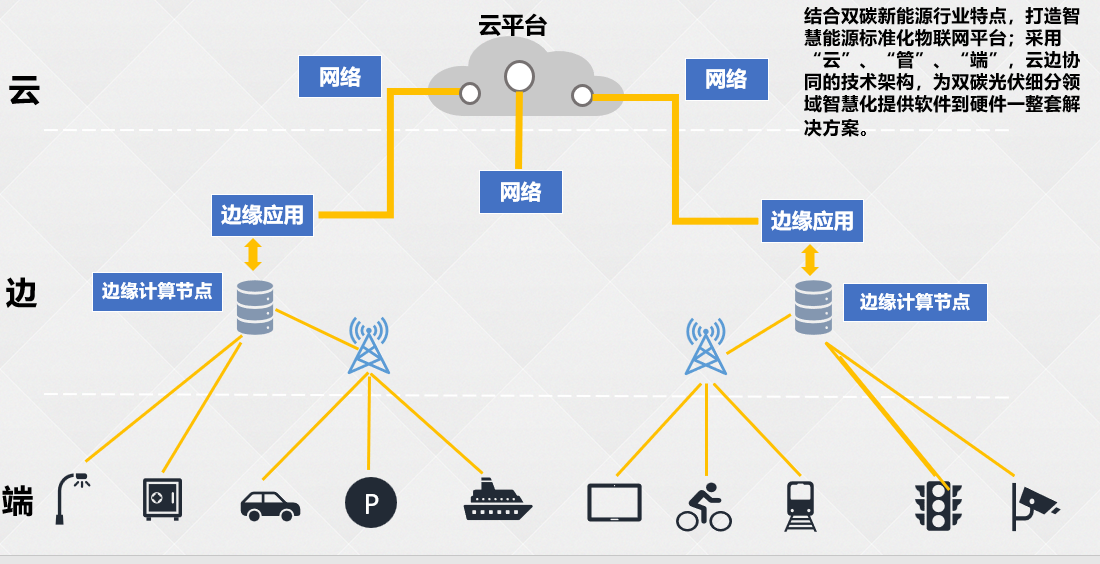 云平台
结合双碳新能源行业特点，打造智
慧能源标准化物联网平台；采用
“云”、“管”、“端”，云边协
同的技术架构，为双碳光伏细分领
域智慧化提供软件到硬件一整套解
决方案。
云
网络
网络
网络
边缘应用
边缘应用
边
边缘计算节点
边缘计算节点
端
P